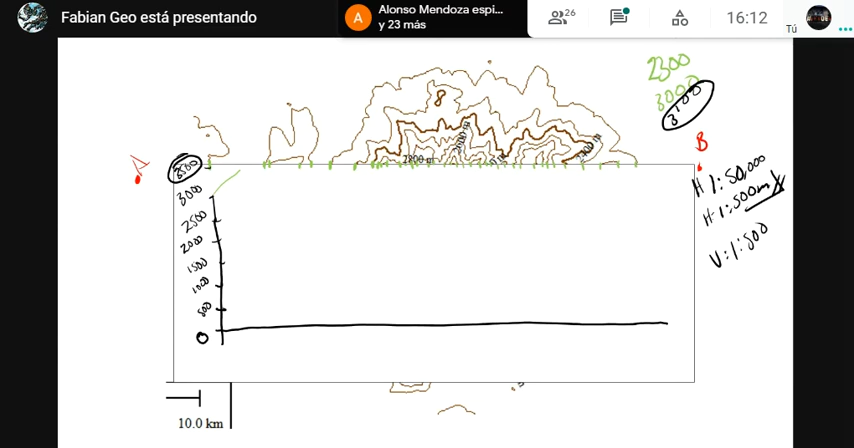 Fabian Geo está presentando
A
Alonso Mendoza espi...
y 23 más
26
16:12
Tú
2300
3000
3100
B
A
2800 m
3500
3000
2500
2000
1500
1000
500
0
H 1:50,000
H 1:500m
V:1:500
10.0 km